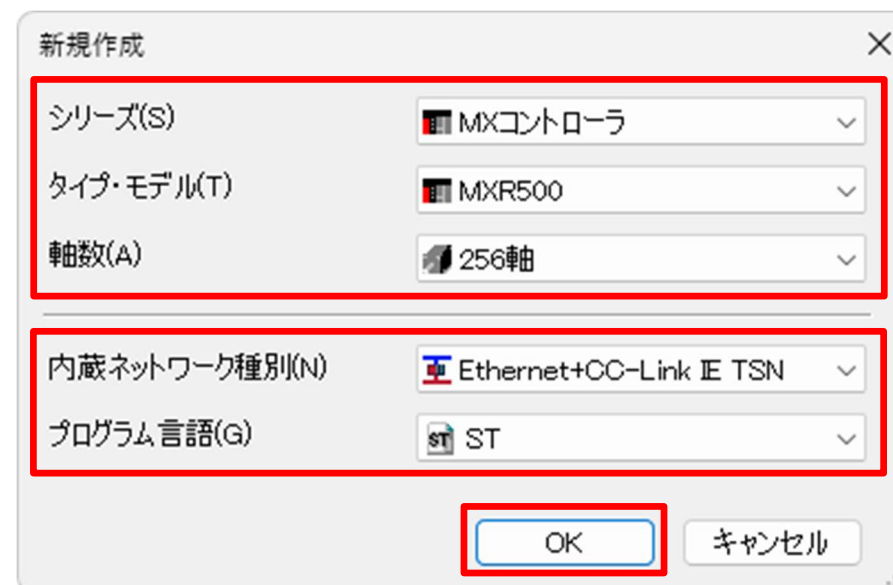 新規作成
シリーズ(S) MXコントローラ
タイプ・モデル(T) MXR500
軸数(A) 256軸
内蔵ネットワーク種別(N) Ethernet+CC-Link IE TSN
プログラム言語(G) ST
OK キャンセル